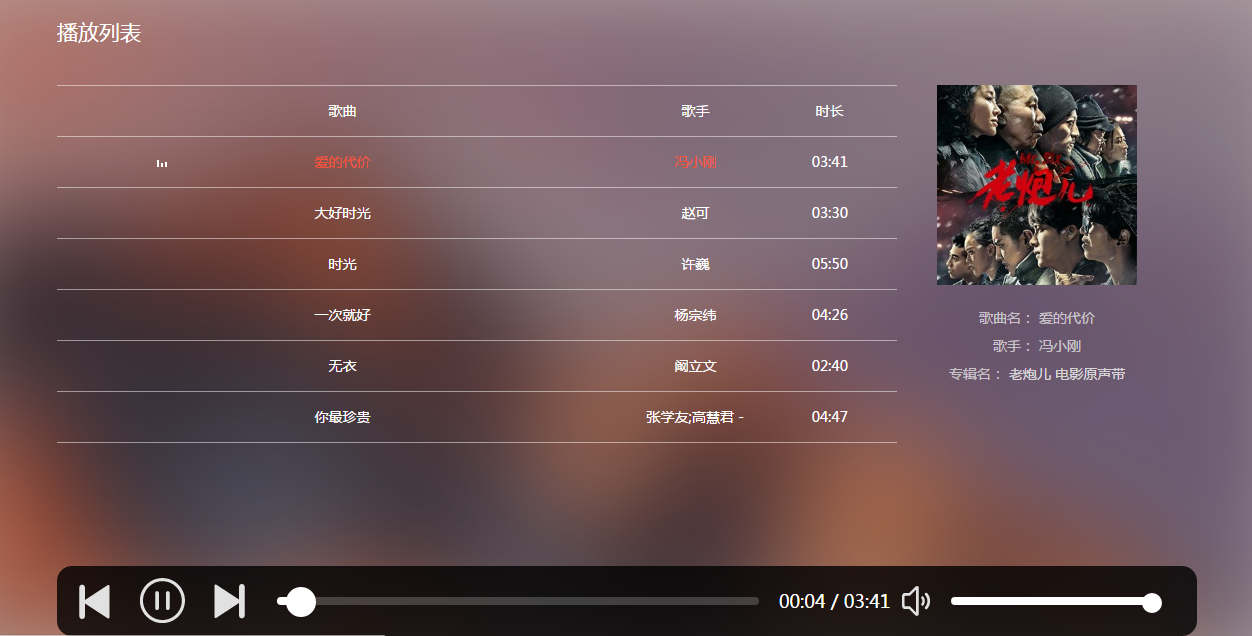 播放列表
歌曲 歌手 时长
爱的代价 冯小刚 03:41
大好时光 赵可 03:30
时光 许巍 05:50
一次就好 杨宗纬 04:26
无衣 阚立文 02:40
你最珍贵 张学友;高慧君 - 04:47
老炮儿
歌曲名： 爱的代价
歌手： 冯小刚
专辑名： 老炮儿 电影原声带
00:04 / 03:41